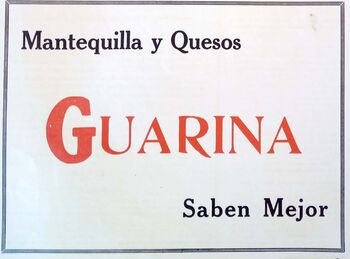 Mantequilla y Quesos
GUARINA
Saben Mejor